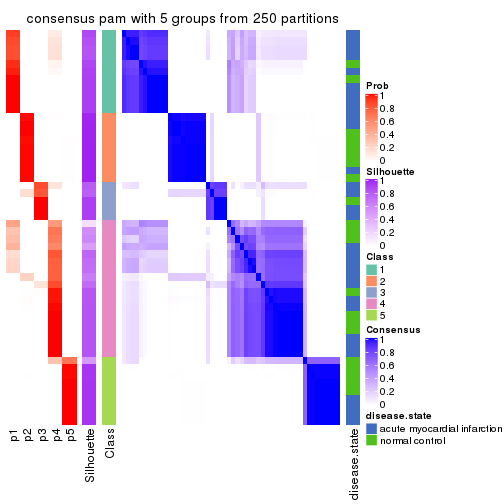 consensus pam with 5 groups from 250 partitions
Prob
1
0.8
0.6
0.4
0.2
0
Silhouette
1
0.8
0.6
0.4
0.2
0
Class
1
2
3
4
5
Consensus
1
0.8
0.6
0.4
0.2
0
disease.state
acute myocardial infarction
normal control
p1
p2
p3
p4
p5
Silhouette
Class
disease.state